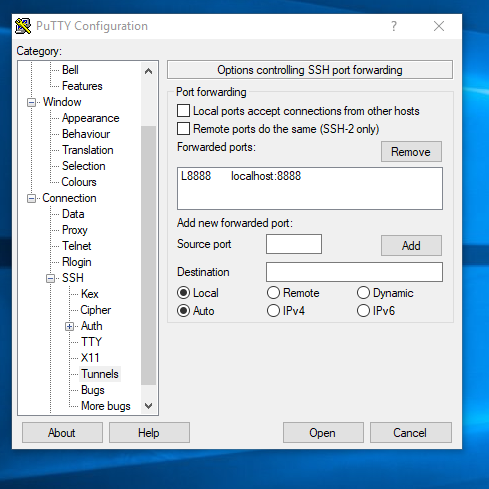 PuTTY Configuration
Category:
Bell
Features
Window
Appearance
Behaviour
Translation
Selection
Colours
Connection
Data
Proxy
Telnet
Rlogin
SSH
Kex
Cipher
Auth
TTY
X11
Tunnels
Bugs
More bugs
Options controlling SSH port forwarding
Port forwarding
Local ports accept connections from other hosts
Remote ports do the same (SSH-2 only)
Forwarded ports:
Remove
L8888 localhost:8888
Add new forwarded port:
Source port
Add
Destination
Local Remote Dynamic
Auto IPv4 IPv6
About Help Open Cancel